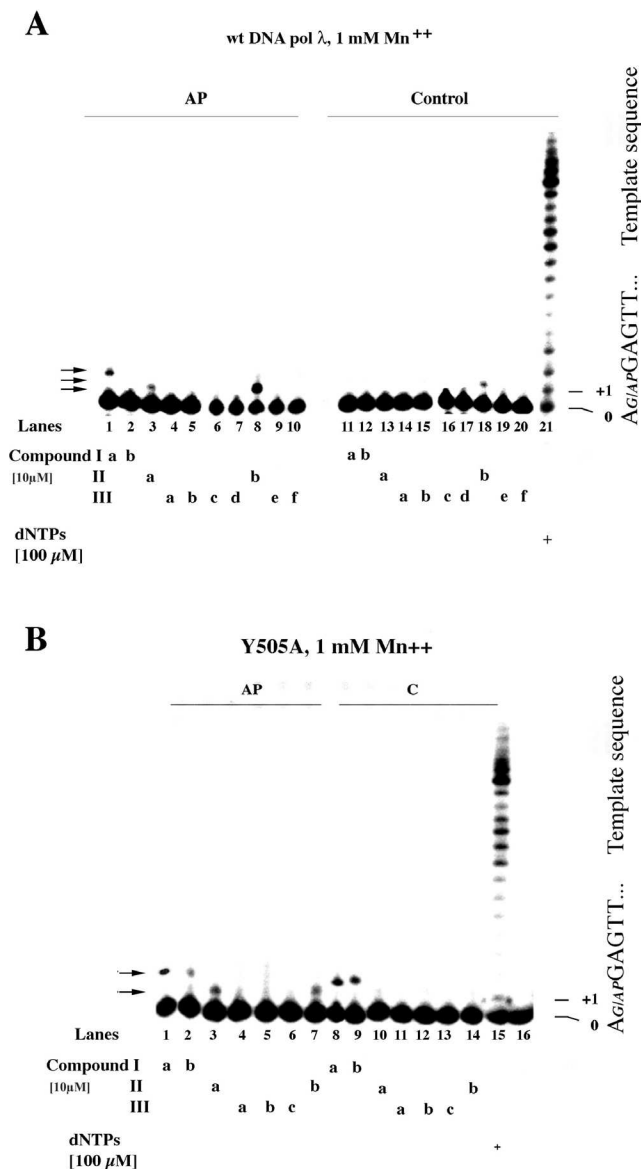 A
wt DNA pol λ, 1 mM Mn++
AP Control
Template sequence
AG/APGAGTT...
+1
0
Lanes 1 2 3 4 5 6 7 8 9 10 11 12 13 14 15 16 17 18 19 20 21
Compound I a b a b
[10μM] II a b a b
III a b c d e f a b c d e f
dNTPs +
[100 μM]
B
Y505A, 1 mM Mn++
AP C
Template sequence
AG/APGAGTT...
+1
0
Lanes 1 2 3 4 5 6 7 8 9 10 11 12 13 14 15 16
Compound I a b a b
[10μM] II a b a b
III a b c a b c
dNTPs +
[100 μM]